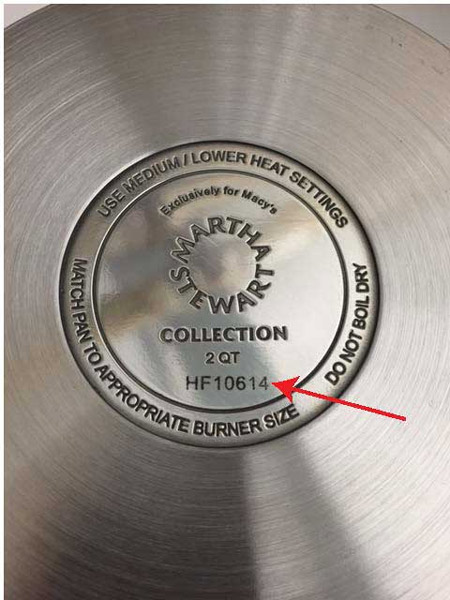 USE MEDIUM / LOWER HEAT SETTINGS
DO NOT BOIL DRY
MATCH PAN TO APPROPRIATE BURNER SIZE
Exclusively for Macy's
MARTHA
STEWART
COLLECTION
2 QT
HF10614